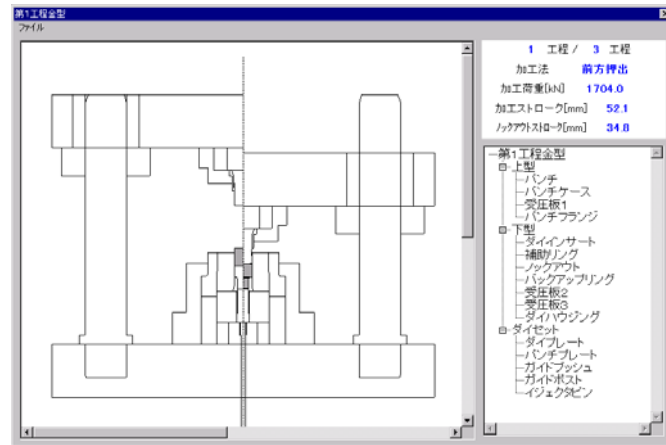 第1工程金型
ファイル
1 工程 / 3 工程
加工法 前方押出
加工荷重[kN] 1704.0
加工ストローク[mm] 52.1
ノックアウトストローク[mm] 34.8
第1工程金型
上型
パンチ
パンチケース
受圧板1
パンチフランジ
下型
ダイインサート
補助リング
ノックアウト
バックアップリング
受圧板2
受圧板3
ダイハウジング
ダイセット
ダイプレート
パンチプレート
ガイドブッシュ
ガイドポスト
イジェクタピン